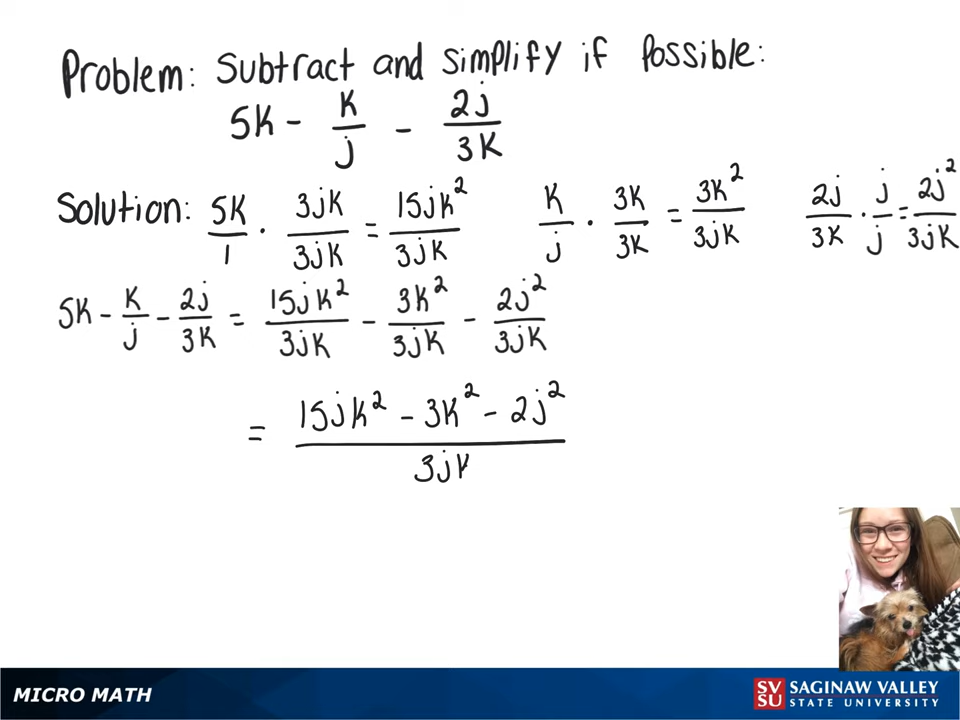 Problem: Subtract and simplify if Possible:
5K - K/j - 2j/3K
Solution: 5K/1 · 3jK/3jK = 15jK²/3jK K/j · 3K/3K = 3K²/3jK 2j/3K · j/j = 2j²/3jK
5K - K/j - 2j/3K = 15jK²/3jK - 3K²/3jK - 2j²/3jK
= 15jK² - 3K² - 2j² / 3jK
MICRO MATH
SVSU SAGINAW VALLEY
STATE UNIVERSITY